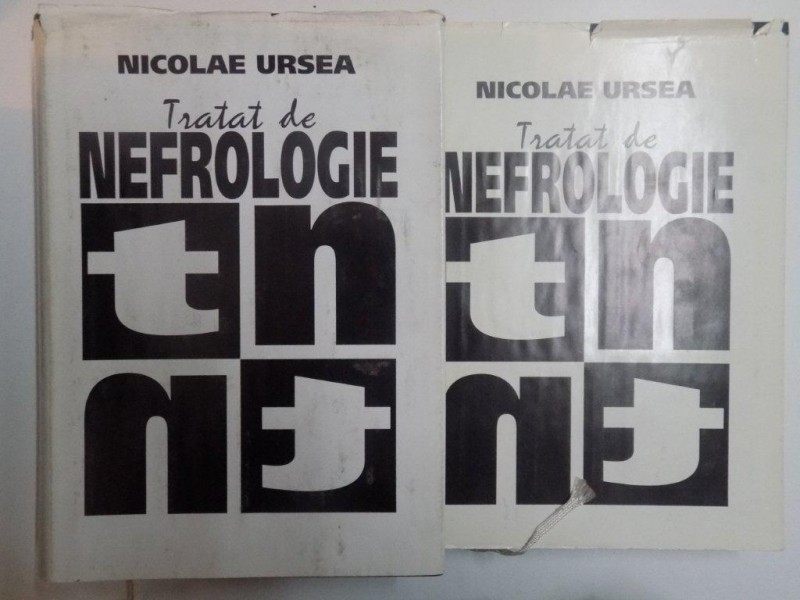 NICOLAE URSEA
Tratat de
NEFROLOGIE
t n
n t
NICOLAE URSEA
Tratat de
NEFROLOGIE
t n
n t